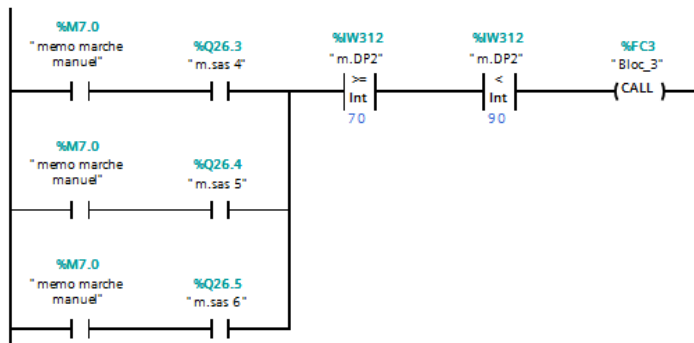 %M7.0
"memo marche
manuel"
%Q26.3
"m.sas 4"
%IW312
"m.DP2"
>=
Int
70
%IW312
"m.DP2"
<
Int
90
%FC3
"Bloc_3"
CALL
%M7.0
"memo marche
manuel"
%Q26.4
"m.sas 5"
%M7.0
"memo marche
manuel"
%Q26.5
"m.sas 6"